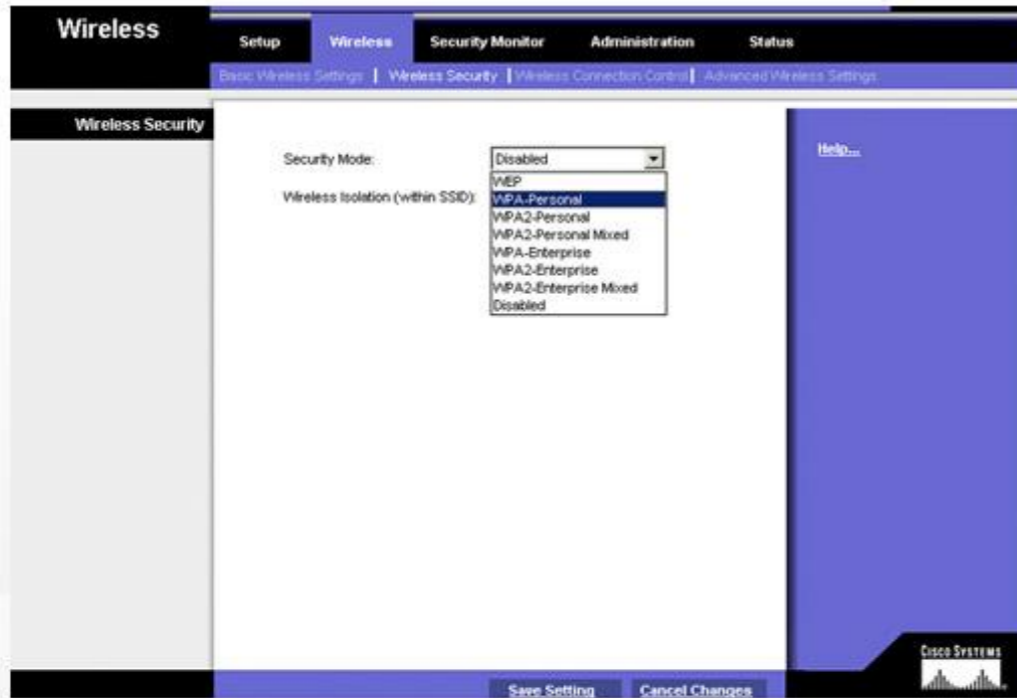 Wireless
Setup Wireless Security Monitor Administration Status
Basic Wireless Settings | Wireless Security | Wireless Connection Control | Advanced Wireless Settings
Wireless Security
Help...
Security Mode: Disabled
WEP
Wireless Isolation (within SSID): WPA-Personal
WPA2-Personal
WPA2-Personal Mixed
WPA-Enterprise
WPA2-Enterprise
WPA2-Enterprise Mixed
Disabled
CISCO SYSTEMS
Save Setting Cancel Changes